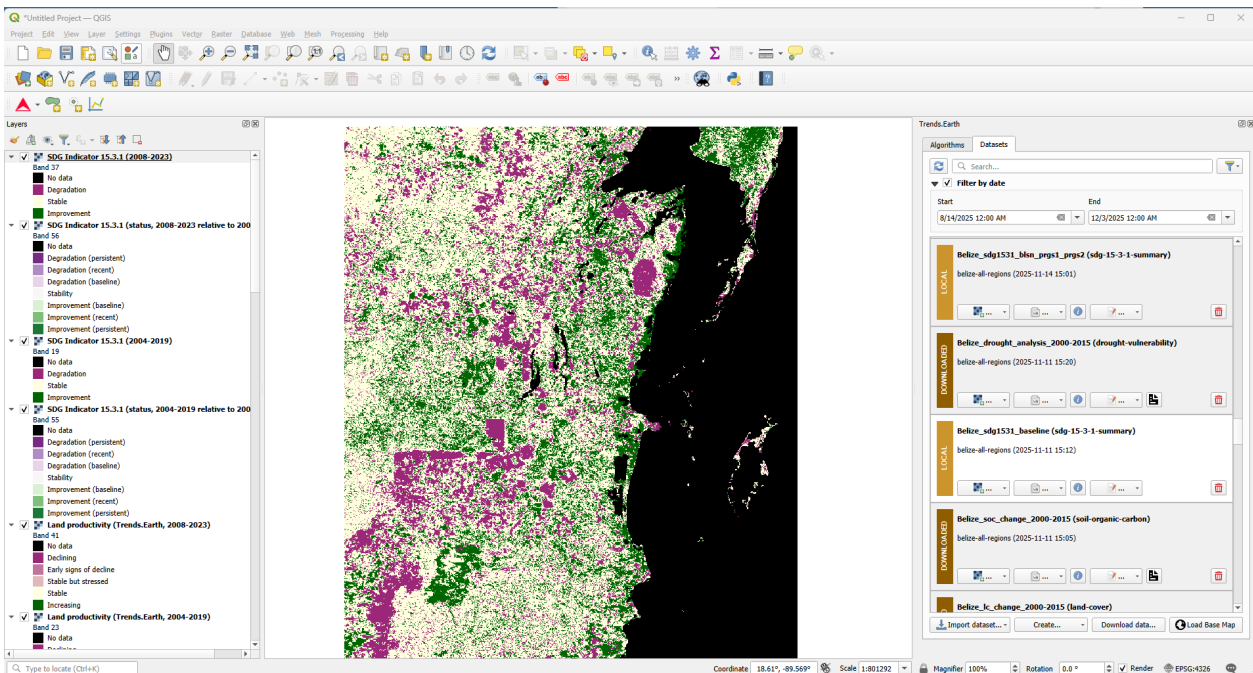 *Untitled Project — QGIS
Project Edit View Layer Settings Plugins Vector Raster Database Web Mesh Processing Help
Layers
SDG Indicator 15.3.1 (2008-2023)
Band 37
No data
Degradation
Stable
Improvement
SDG Indicator 15.3.1 (status, 2008-2023 relative to 200
Band 56
No data
Degradation (persistent)
Degradation (recent)
Degradation (baseline)
Stability
Improvement (baseline)
Improvement (recent)
Improvement (persistent)
SDG Indicator 15.3.1 (2004-2019)
Band 19
No data
Degradation
Stable
Improvement
SDG Indicator 15.3.1 (status, 2004-2019 relative to 200
Band 55
No data
Degradation (persistent)
Degradation (recent)
Degradation (baseline)
Stability
Improvement (baseline)
Improvement (recent)
Improvement (persistent)
Land productivity (Trends.Earth, 2008-2023)
Band 41
No data
Declining
Early signs of decline
Stable but stressed
Stable
Increasing
Land productivity (Trends.Earth, 2004-2019)
Band 23
No data
Declining
Trends.Earth
Algorithms Datasets
Search...
Filter by date
Start End
8/14/2025 12:00 AM 12/3/2025 12:00 AM
LOCAL
Belize_sdg1531_blsn_prgs1_prgs2 (sdg-15-3-1-summary)
belize-all-regions (2025-11-14 15:01)
... ... ...
DOWNLOADED
Belize_drought_analysis_2000-2015 (drought-vulnerability)
belize-all-regions (2025-11-11 15:20)
... ... ...
LOCAL
Belize_sdg1531_baseline (sdg-15-3-1-summary)
belize-all-regions (2025-11-11 15:12)
... ... ...
DOWNLOADED
Belize_soc_change_2000-2015 (soil-organic-carbon)
belize-all-regions (2025-11-11 15:05)
... ... ...
Belize_lc_change_2000-2015 (land-cover)
Import dataset... Create... Download data... Load Base Map
Type to locate (Ctrl+K) Coordinate 18.61°, -89.569° Scale 1:801292 Magnifier 100% Rotation 0.0 ° Render EPSG:4326